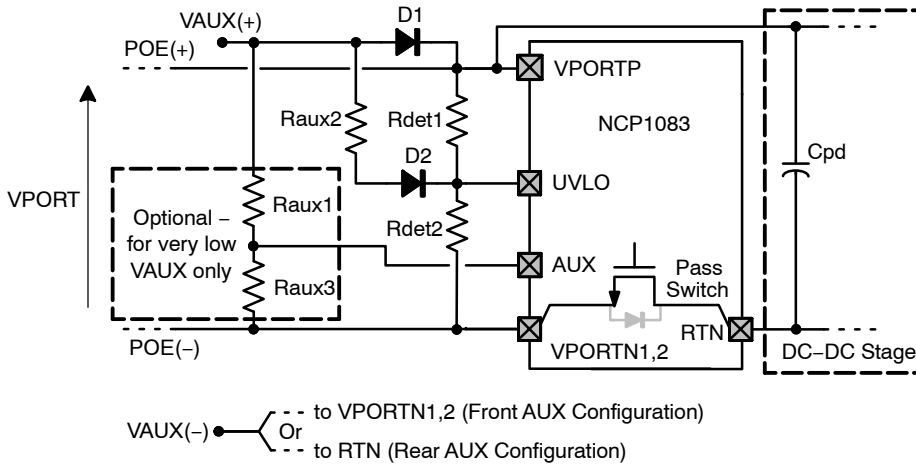 D1
VAUX(+)
POE(+)
VPORTP
NCP1083
Raux2
Rdet1
Cpd
D2
UVLO
VPORT
Raux1
Optional –
for very low
VAUX only
Rdet2
AUX
Pass
Switch
Raux3
RTN
POE(–)
VPORTN1,2
DC–DC Stage
to VPORTN1,2 (Front AUX Configuration)
VAUX(–)
Or
to RTN (Rear AUX Configuration)